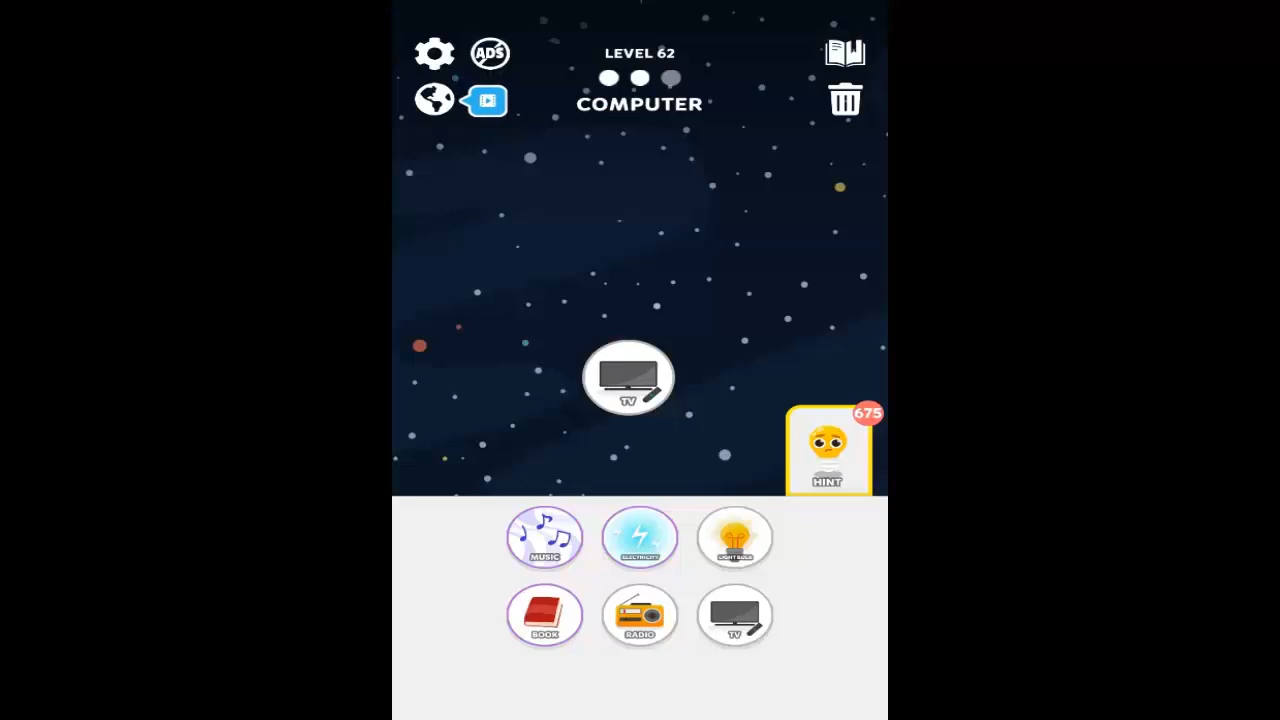 ADS
LEVEL 62
COMPUTER
TV
675
HINT
MUSIC
ELECTRICITY
LIGHT BULB
BOOK
RADIO
TV